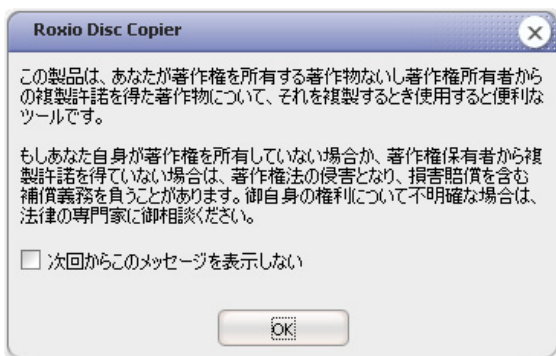 Roxio Disc Copier
この製品は、あなたが著作権を所有する著作物ないし著作権所有者から
の複製許諾を得た著作物について、それを複製するとき使用すると便利な
ツールです。
もしあなた自身が著作権を所有していない場合か、著作権保有者から複
製許諾を得ていない場合は、著作権法の侵害となり、損害賠償を含む
補償義務を負うことがあります。御自身の権利について不明確な場合は、
法律の専門家に御相談ください。
次回からこのメッセージを表示しない
OK